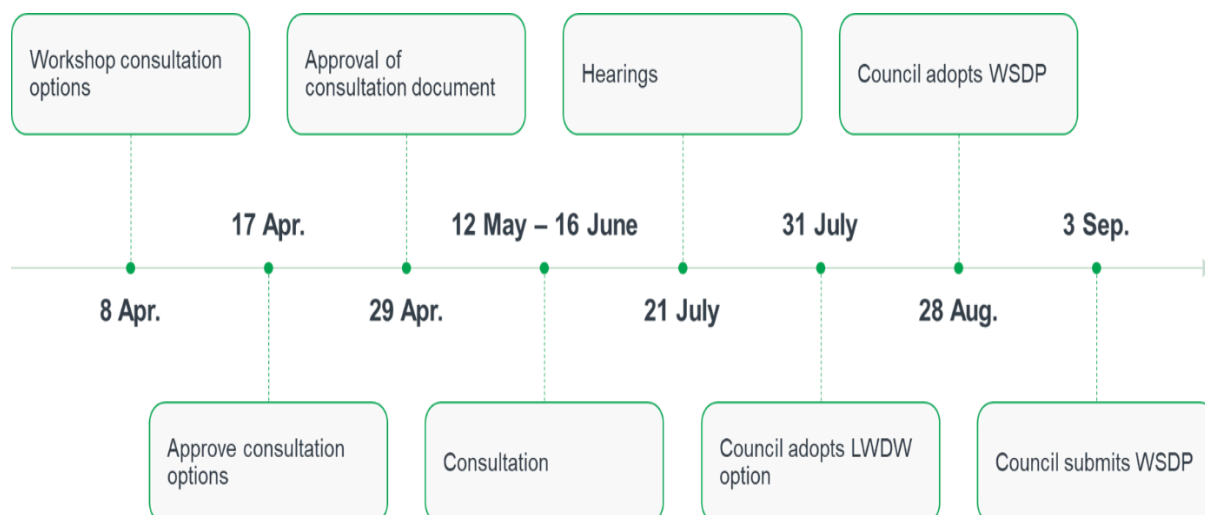 Workshop consultation
options
Approval of
consultation document
Hearings
Council adopts WSDP
17 Apr.
12 May – 16 June
31 July
3 Sep.
8 Apr.
29 Apr.
21 July
28 Aug.
Approve consultation
options
Consultation
Council adopts LWDW
option
Council submits WSDP